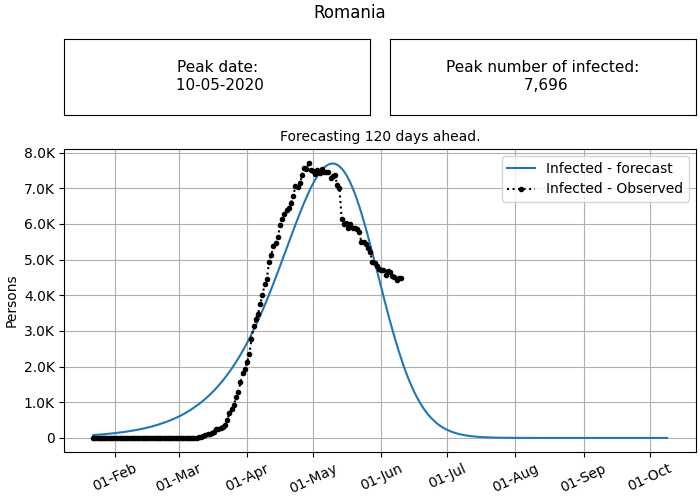 Romania
Peak date:
10-05-2020
Peak number of infected:
7,696
Forecasting 120 days ahead.
Infected - forecast
Infected - Observed
Persons
8.0K
7.0K
6.0K
5.0K
4.0K
3.0K
2.0K
1.0K
0
01-Feb
01-Mar
01-Apr
01-May
01-Jun
01-Jul
01-Aug
01-Sep
01-Oct